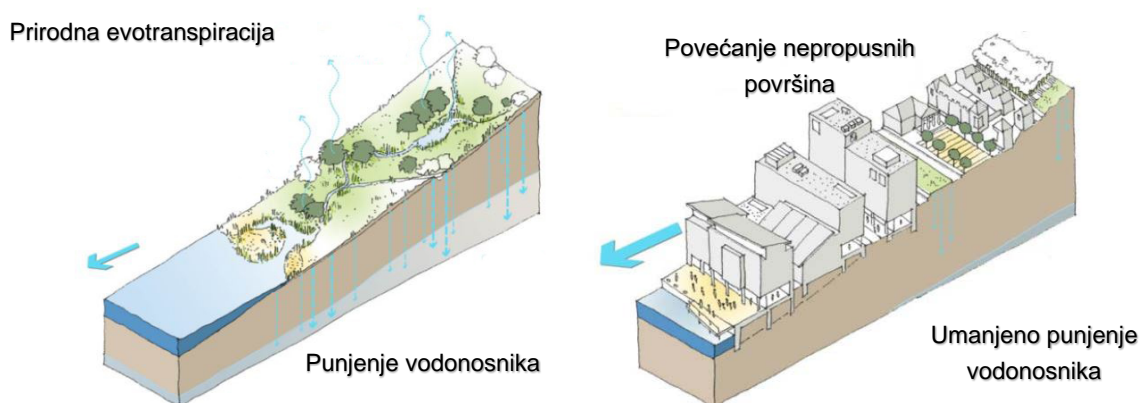 Prirodna evotranspiracija
Punjenje vodonosnika
Povećanje nepropusnih
površina
Umanjeno punjenje
vodonosnika